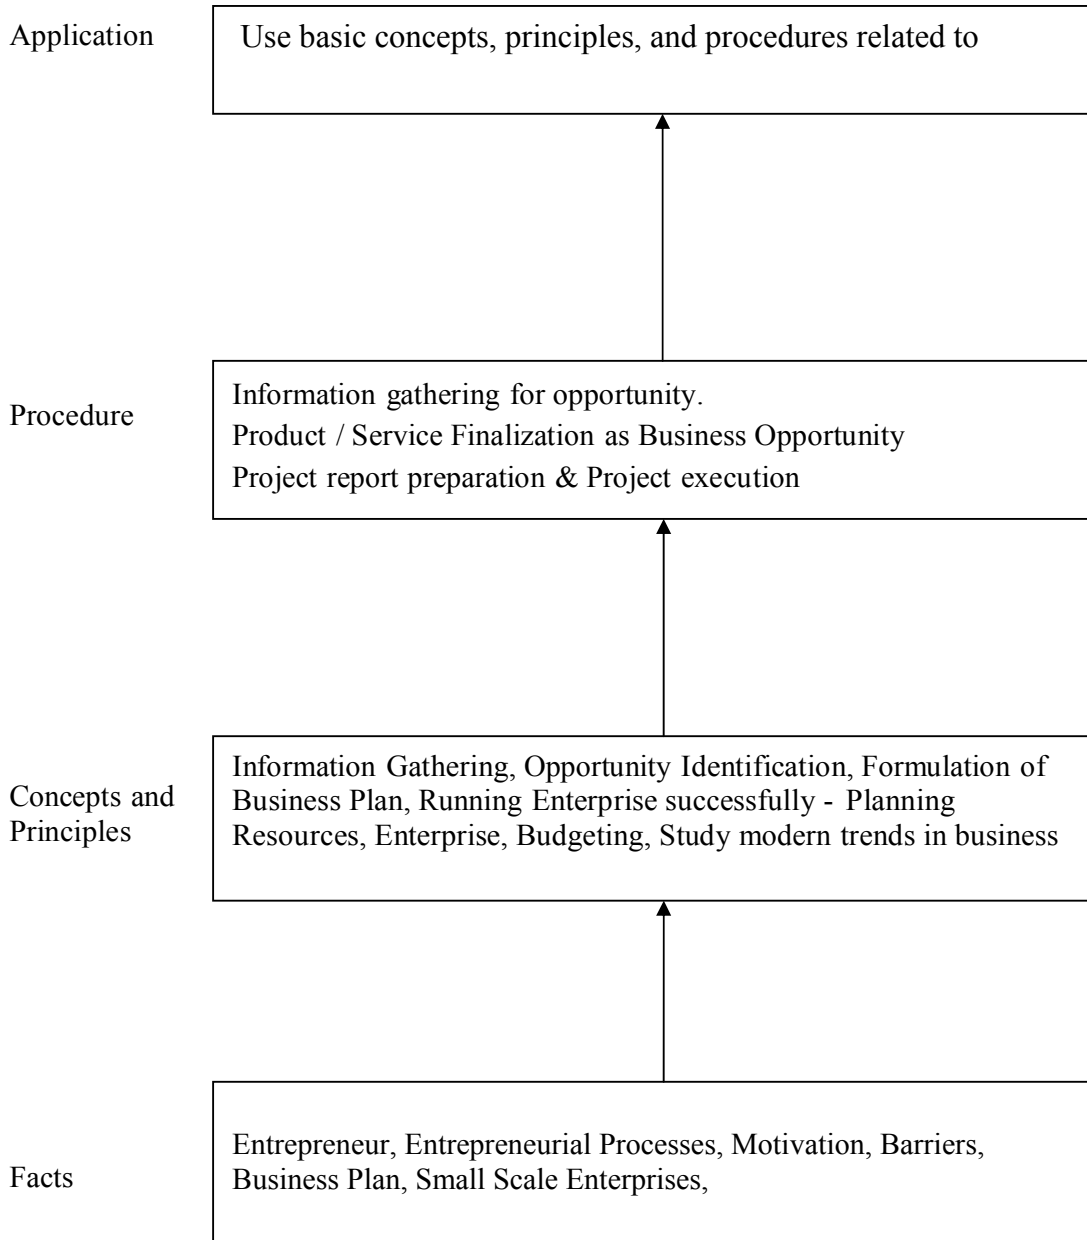 Application
Use basic concepts, principles, and procedures related to
Procedure
Information gathering for opportunity.
Product / Service Finalization as Business Opportunity
Project report preparation & Project execution
Concepts and
Principles
Information Gathering, Opportunity Identification, Formulation of
Business Plan, Running Enterprise successfully - Planning
Resources, Enterprise, Budgeting, Study modern trends in business
Facts
Entrepreneur, Entrepreneurial Processes, Motivation, Barriers,
Business Plan, Small Scale Enterprises,